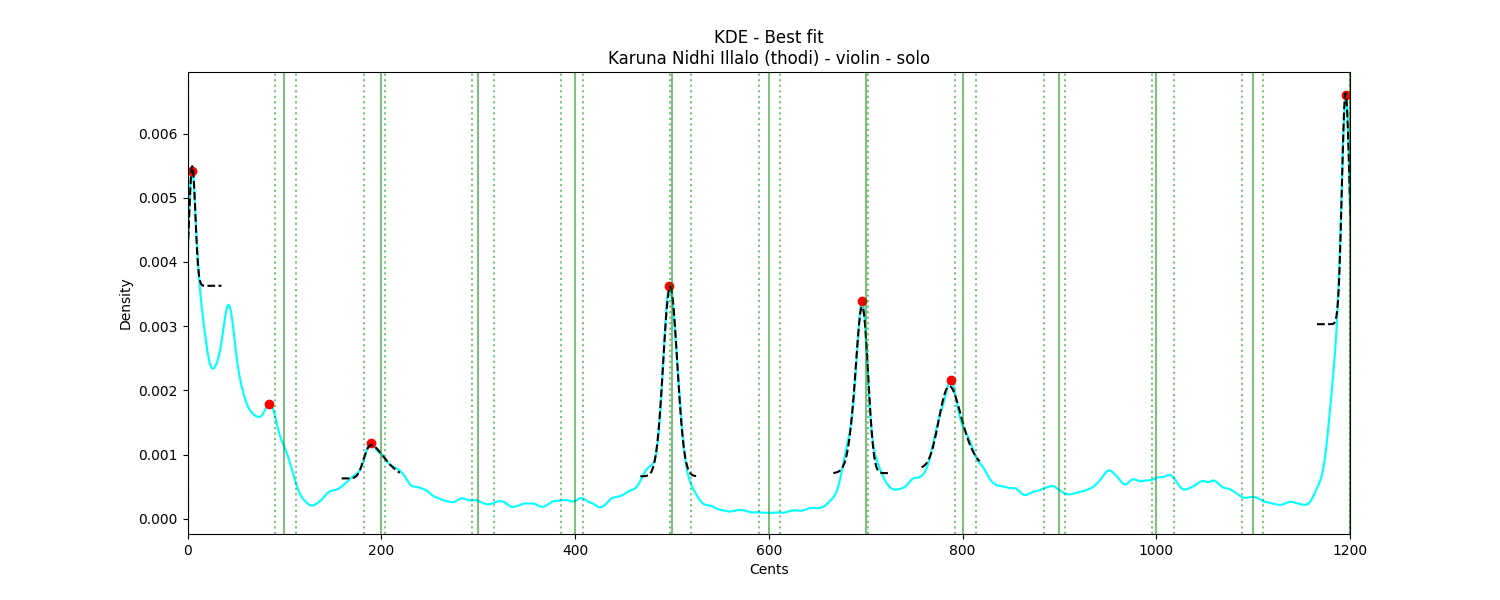 KDE - Best fit
Karuna Nidhi Illalo (thodi) - violin - solo
Density
0.006
0.005
0.004
0.003
0.002
0.001
0.000
0 200 400 600 800 1000 1200
Cents